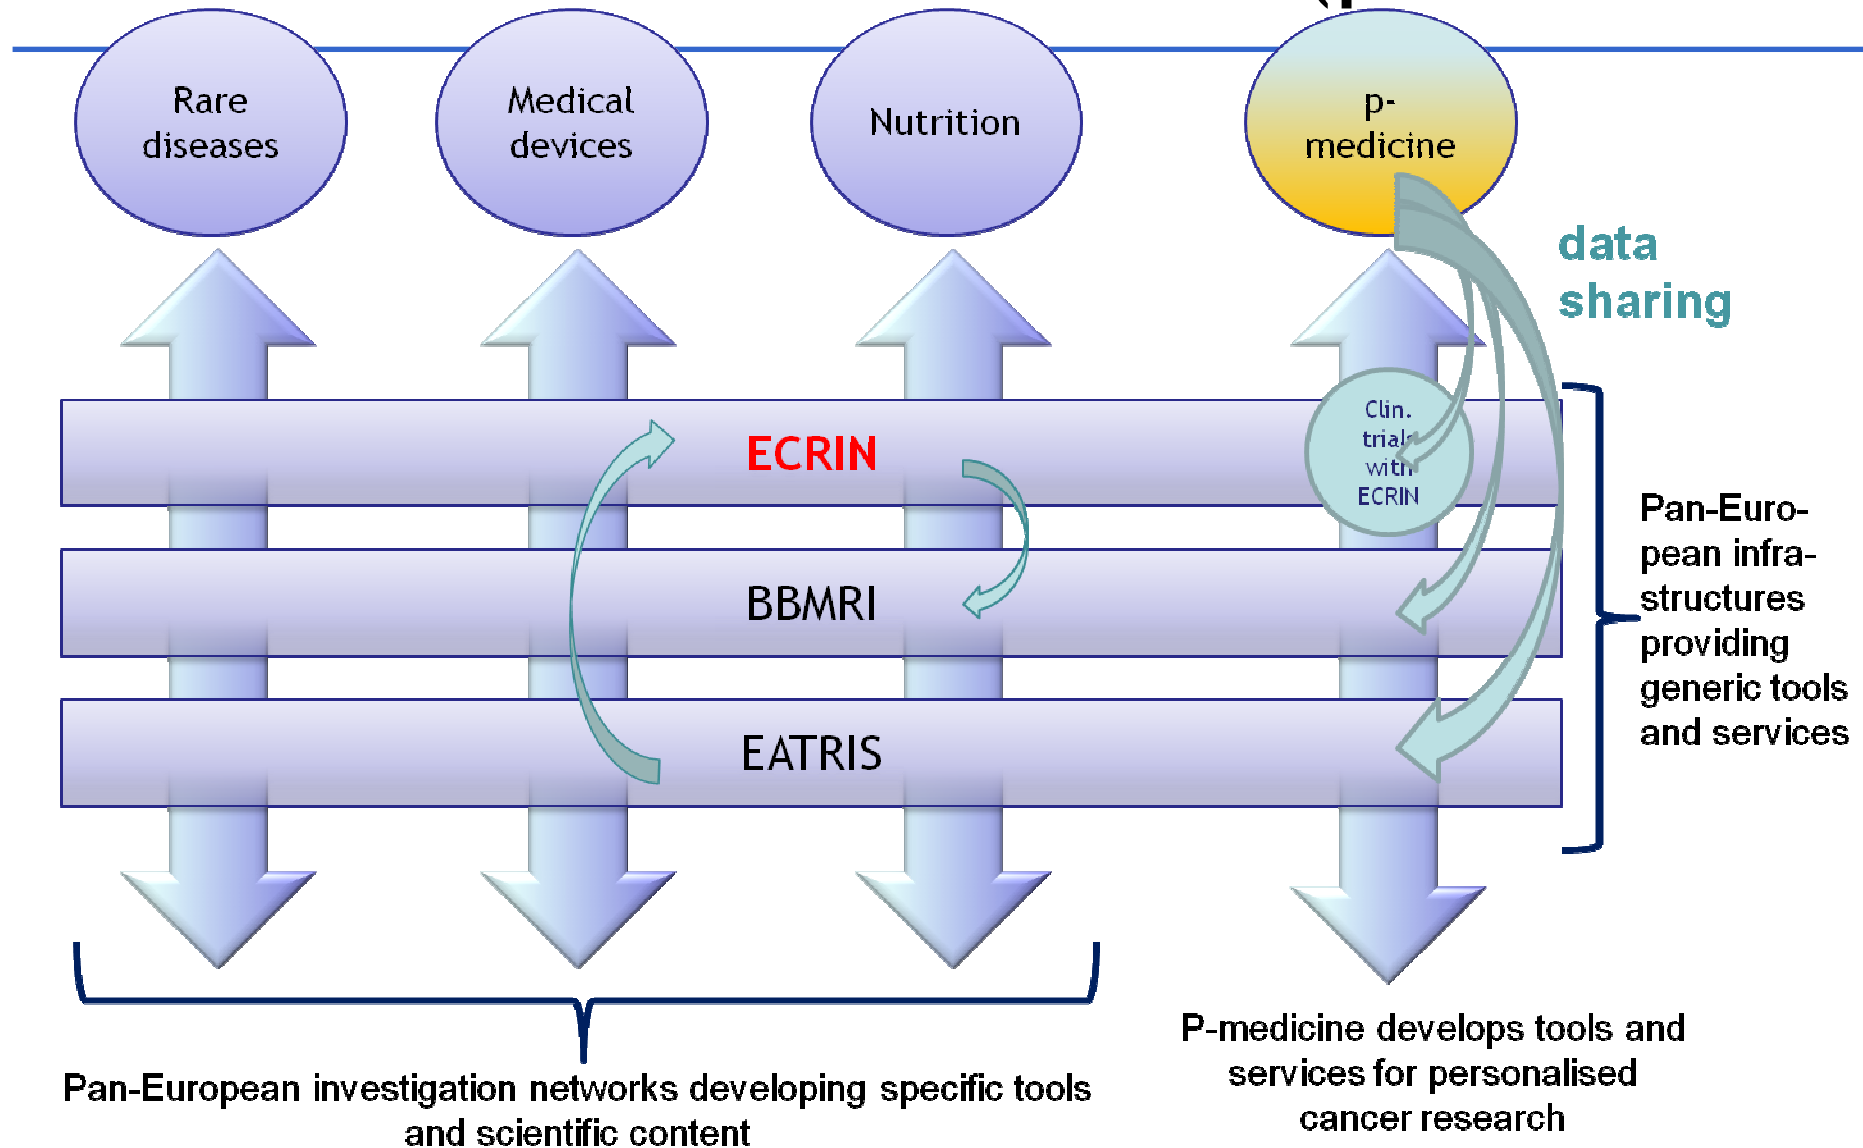 Rare
diseases
Medical
devices
Nutrition
p-
medicine
data
sharing
ECRIN
Clin.
trials
with
ECRIN
BBMRI
EATRIS
Pan-Euro-
pean infra-
structures
providing
generic tools
and services
Pan-European investigation networks developing specific tools
and scientific content
P-medicine develops tools and
services for personalised
cancer research